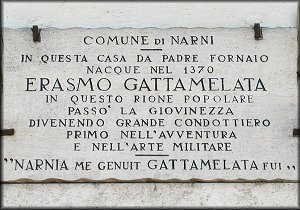 COMUNE DI NARNI
IN QUESTA CASA DA PADRE FORNAIO
NACQUE NEL 1370
ERASMO GATTAMELATA
IN QUESTO RIONE POPOLARE
PASSO' LA GIOVINEZZA
DIVENENDO GRANDE CONDOTTIERO
PRIMO NELL'AVVENTURA
E NELL'ARTE MILITARE
"NARNIA ME GENUIT GATTAMELATA FUI"